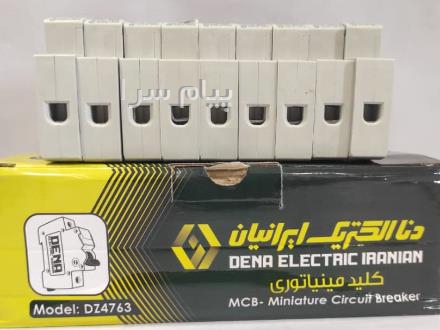 پیام سرا
دنا الکتریک ایرانیان
DENA ELECTRIC IRANIAN
کلید مینیاتوری
MCB- Miniature Circuit Breaker
DENA
Model: DZ4763